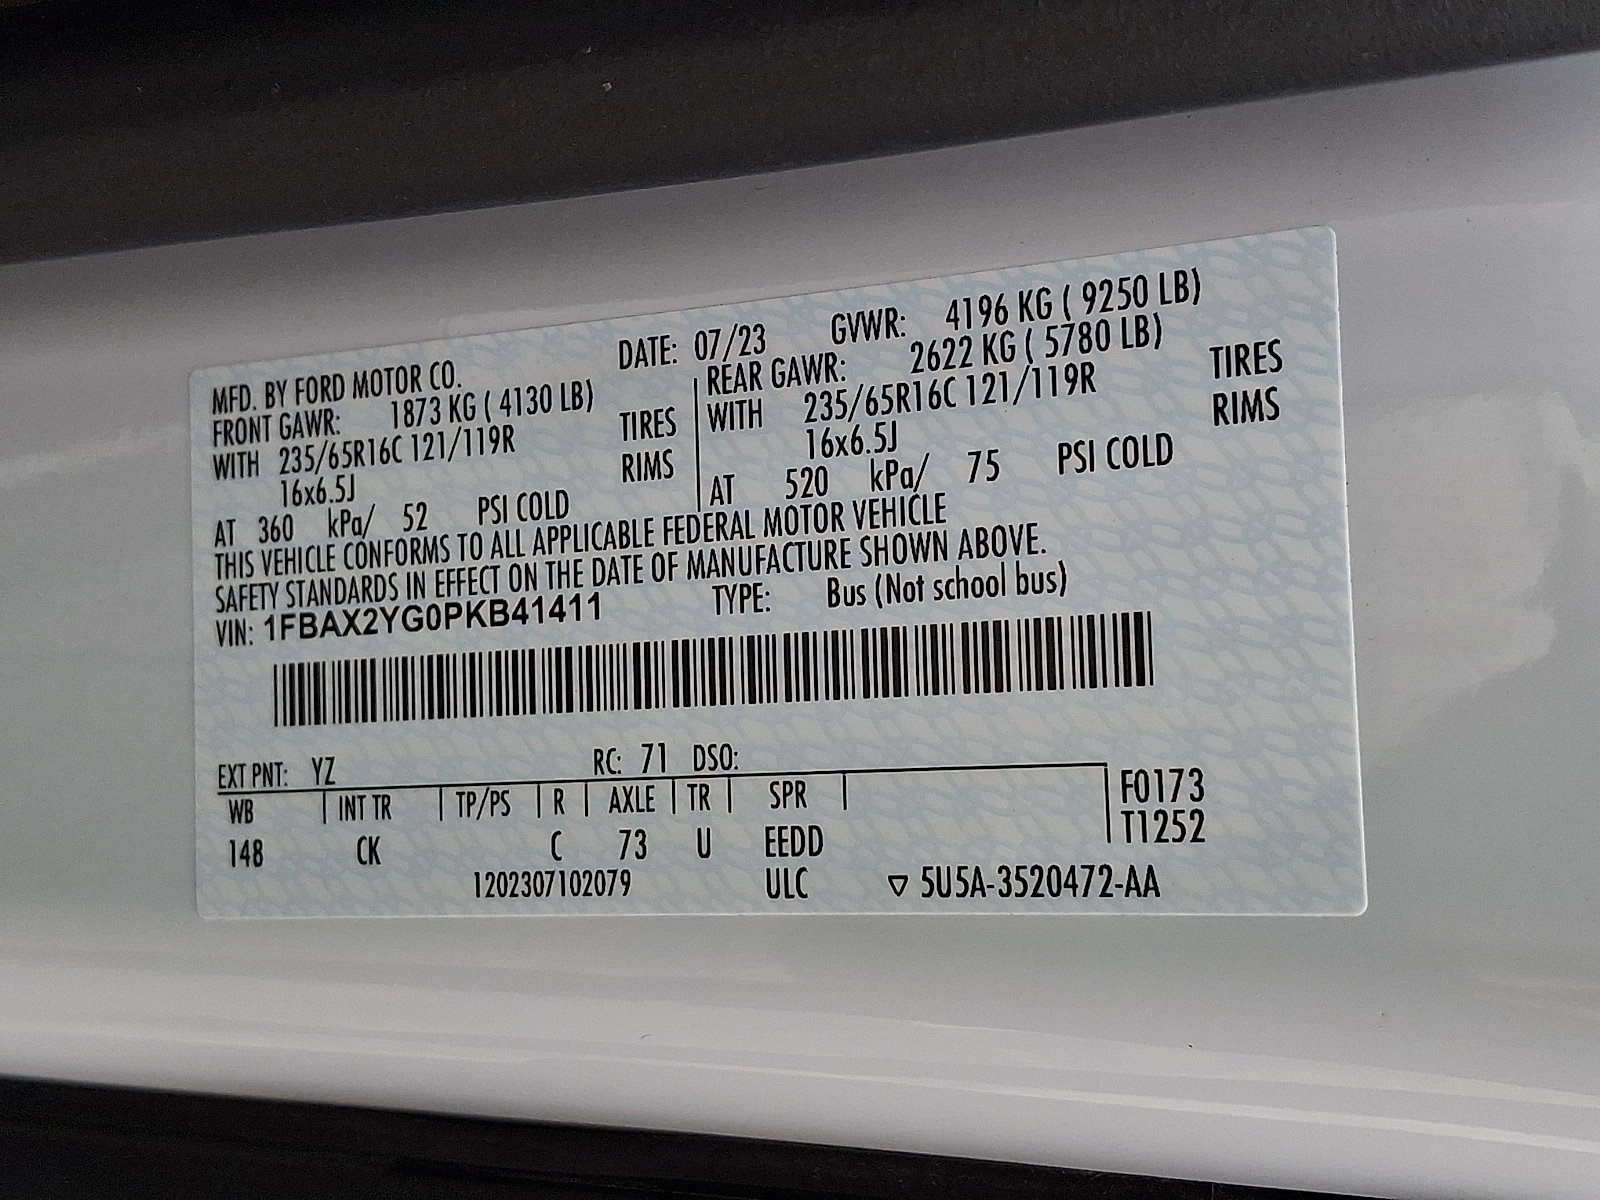 MFD. BY FORD MOTOR CO. DATE: 07/23 GVWR: 4196 KG ( 9250 LB)
FRONT GAWR: 1873 KG ( 4130 LB)
WITH 235/65R16C 121/119R TIRES
16x6.5J RIMS
AT 360 kPa/ 52 PSI COLD
REAR GAWR: 2622 KG ( 5780 LB)
WITH 235/65R16C 121/119R TIRES
16x6.5J RIMS
AT 520 kPa/ 75 PSI COLD
THIS VEHICLE CONFORMS TO ALL APPLICABLE FEDERAL MOTOR VEHICLE
SAFETY STANDARDS IN EFFECT ON THE DATE OF MANUFACTURE SHOWN ABOVE.
VIN: 1FBAX2YG0PKB41411 TYPE: Bus (Not school bus)
EXT PNT: YZ RC: 71 DSO:
WB INT TR TP/PS R AXLE TR SPR F0173
148 CK C 73 U EEDD T1252
1202307102079 ULC ▽ 5U5A-3520472-AA